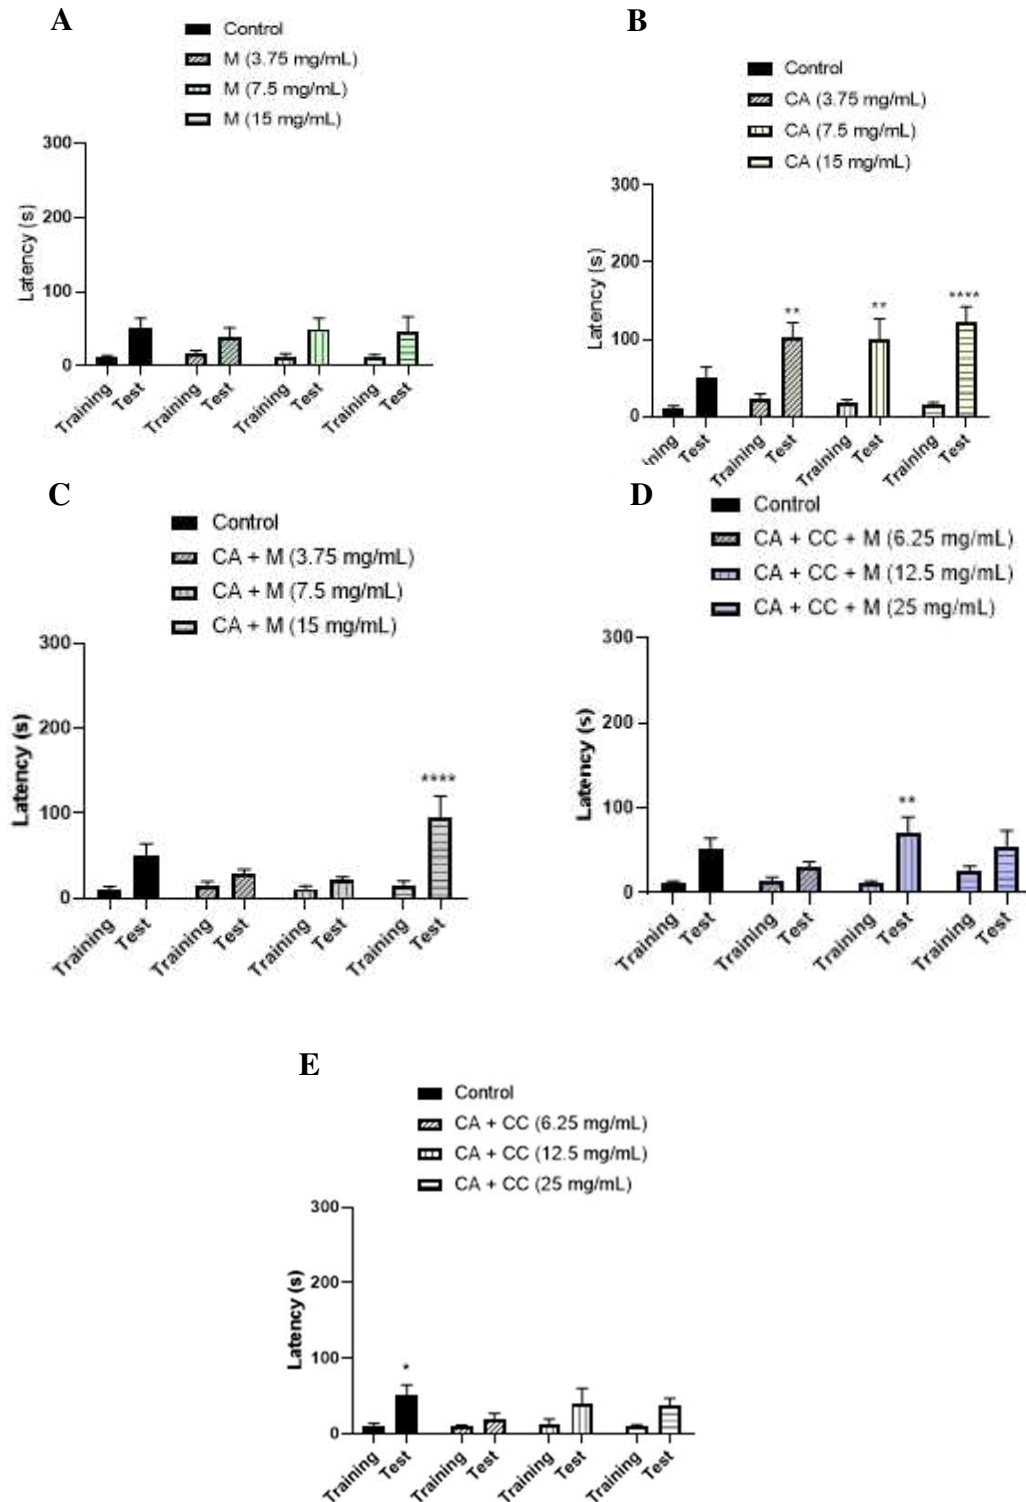 A
Control
M (3.75 mg/mL)
M (7.5 mg/mL)
M (15 mg/mL)
300
200
100
0
Latency (s)
Training
Test
Training
Test
Training
Test
Training
Test
B
Control
CA (3.75 mg/mL)
CA (7.5 mg/mL)
CA (15 mg/mL)
300
200
100
0
Latency (s)
**
**
****
ining
Test
Training
Test
Training
Test
Training
Test
C
Control
CA + M (3.75 mg/mL)
CA + M (7.5 mg/mL)
CA + M (15 mg/mL)
300
200
100
0
Latency (s)
****
Training
Test
Training
Test
Training
Test
Training
Test
D
Control
CA + CC + M (6.25 mg/mL)
CA + CC + M (12.5 mg/mL)
CA + CC + M (25 mg/mL)
300
200
100
0
Latency (s)
**
Training
Test
Training
Test
Training
Test
Training
Test
E
Control
CA + CC (6.25 mg/mL)
CA + CC (12.5 mg/mL)
CA + CC (25 mg/mL)
300
200
100
0
Latency (s)
*
Training
Test
Training
Test
Training
Test
Training
Test